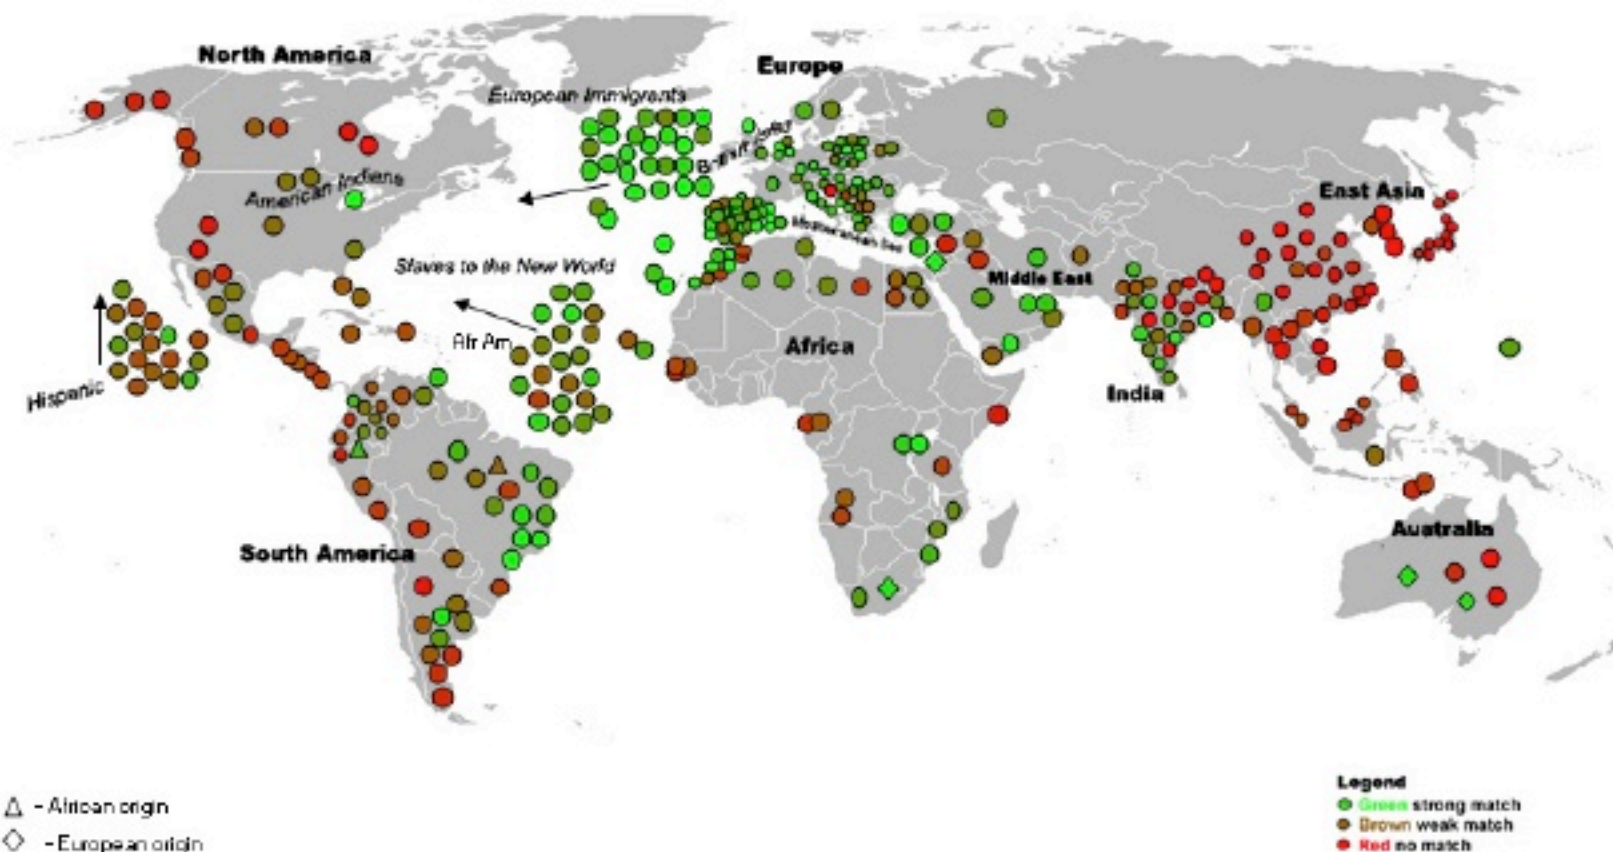 North America
Europe
European Immigrants
British Isles
East Asia
American Indians
Mediterranean Sea
Slaves to the New World
Middle East
Afr Am
Africa
Hispanic
India
Australia
South America
Legend
Green strong match
Brown weak match
Red no match
- African origin
- European origin